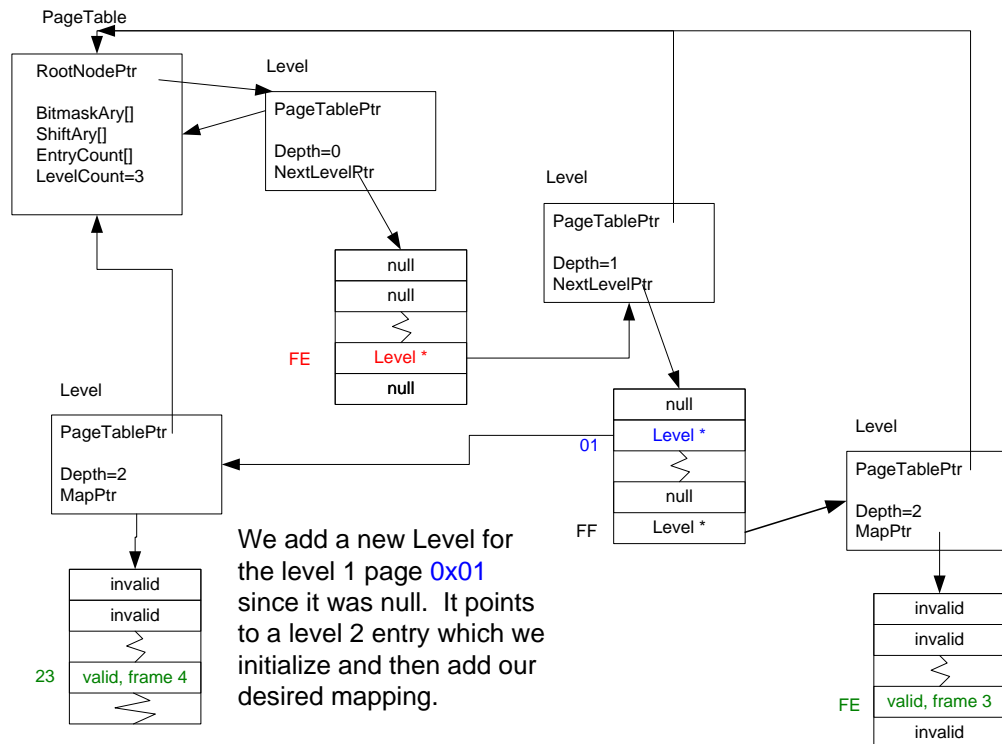 PageTable
RootNodePtr
BitmaskAry[]
ShiftAry[]
EntryCount[]
LevelCount=3
Level
PageTablePtr
Depth=0
NextLevelPtr
null
null
FE
Level *
null
Level
PageTablePtr
Depth=1
NextLevelPtr
null
01
Level *
null
FF
Level *
Level
PageTablePtr
Depth=2
MapPtr
invalid
invalid
23
valid, frame 4
We add a new Level for
the level 1 page 0x01
since it was null. It points
to a level 2 entry which we
initialize and then add our
desired mapping.
Level
PageTablePtr
Depth=2
MapPtr
invalid
invalid
FE
valid, frame 3
invalid